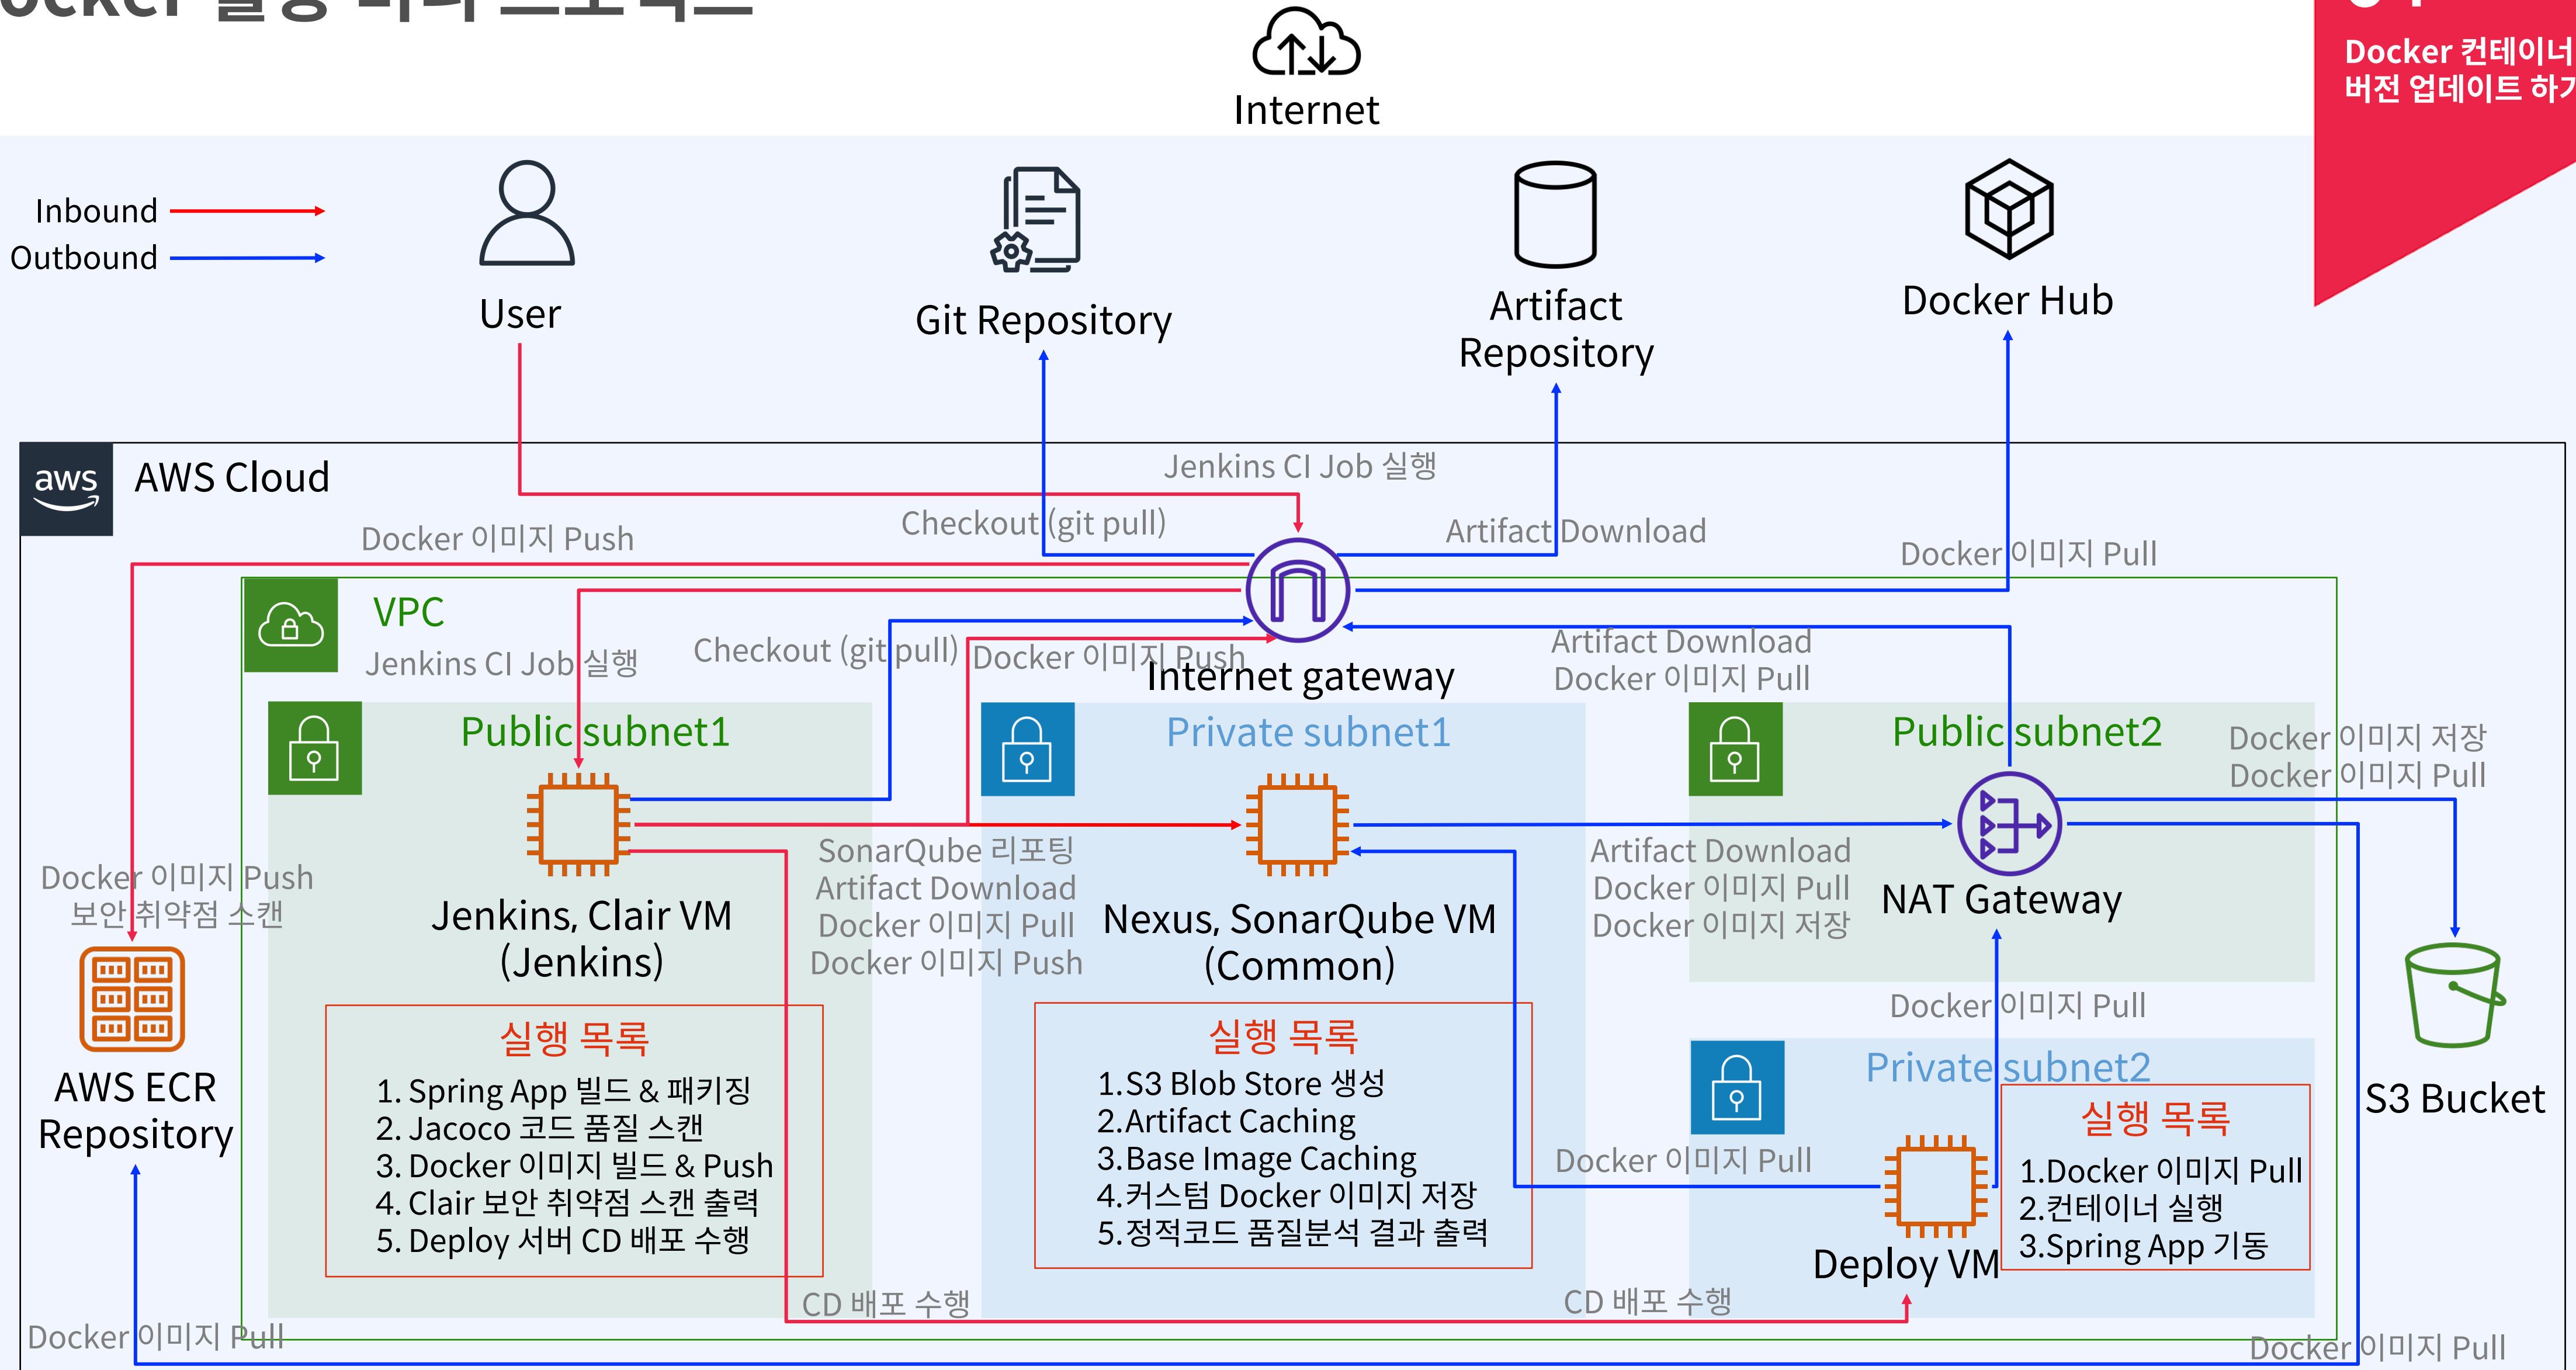 Docker 컨테이너
버전 업데이트 하기
Internet
Inbound
Outbound
User
Git Repository
Artifact
Repository
Docker Hub
aws
AWS Cloud
Jenkins CI Job 실행
Checkout (git pull)
Artifact Download
Docker 이미지 Push
Docker 이미지 Pull
VPC
Jenkins CI Job 실행
Checkout (git pull)
Docker 이미지 Push
Internet gateway
Artifact Download
Docker 이미지 Pull
Public subnet1
Private subnet1
Public subnet2
Docker 이미지 저장
Docker 이미지 Pull
Docker 이미지 Push
보안 취약점 스캔
Jenkins, Clair VM
(Jenkins)
SonarQube 리포팅
Artifact Download
Docker 이미지 Pull
Docker 이미지 Push
Nexus, SonarQube VM
(Common)
Artifact Download
Docker 이미지 Pull
Docker 이미지 저장
NAT Gateway
AWS ECR
Repository
실행 목록
1. Spring App 빌드 & 패키징
2. Jacoco 코드 품질 스캔
3. Docker 이미지 빌드 & Push
4. Clair 보안 취약점 스캔 출력
5. Deploy 서버 CD 배포 수행
실행 목록
1.S3 Blob Store 생성
2.Artifact Caching
3.Base Image Caching
4.커스텀 Docker 이미지 저장
5.정적코드 품질분석 결과 출력
Docker 이미지 Pull
Private subnet2
Docker 이미지 Pull
Deploy VM
실행 목록
1.Docker 이미지 Pull
2.컨테이너 실행
3.Spring App 기동
S3 Bucket
CD 배포 수행
CD 배포 수행
Docker 이미지 Pull
Docker 이미지 Pull